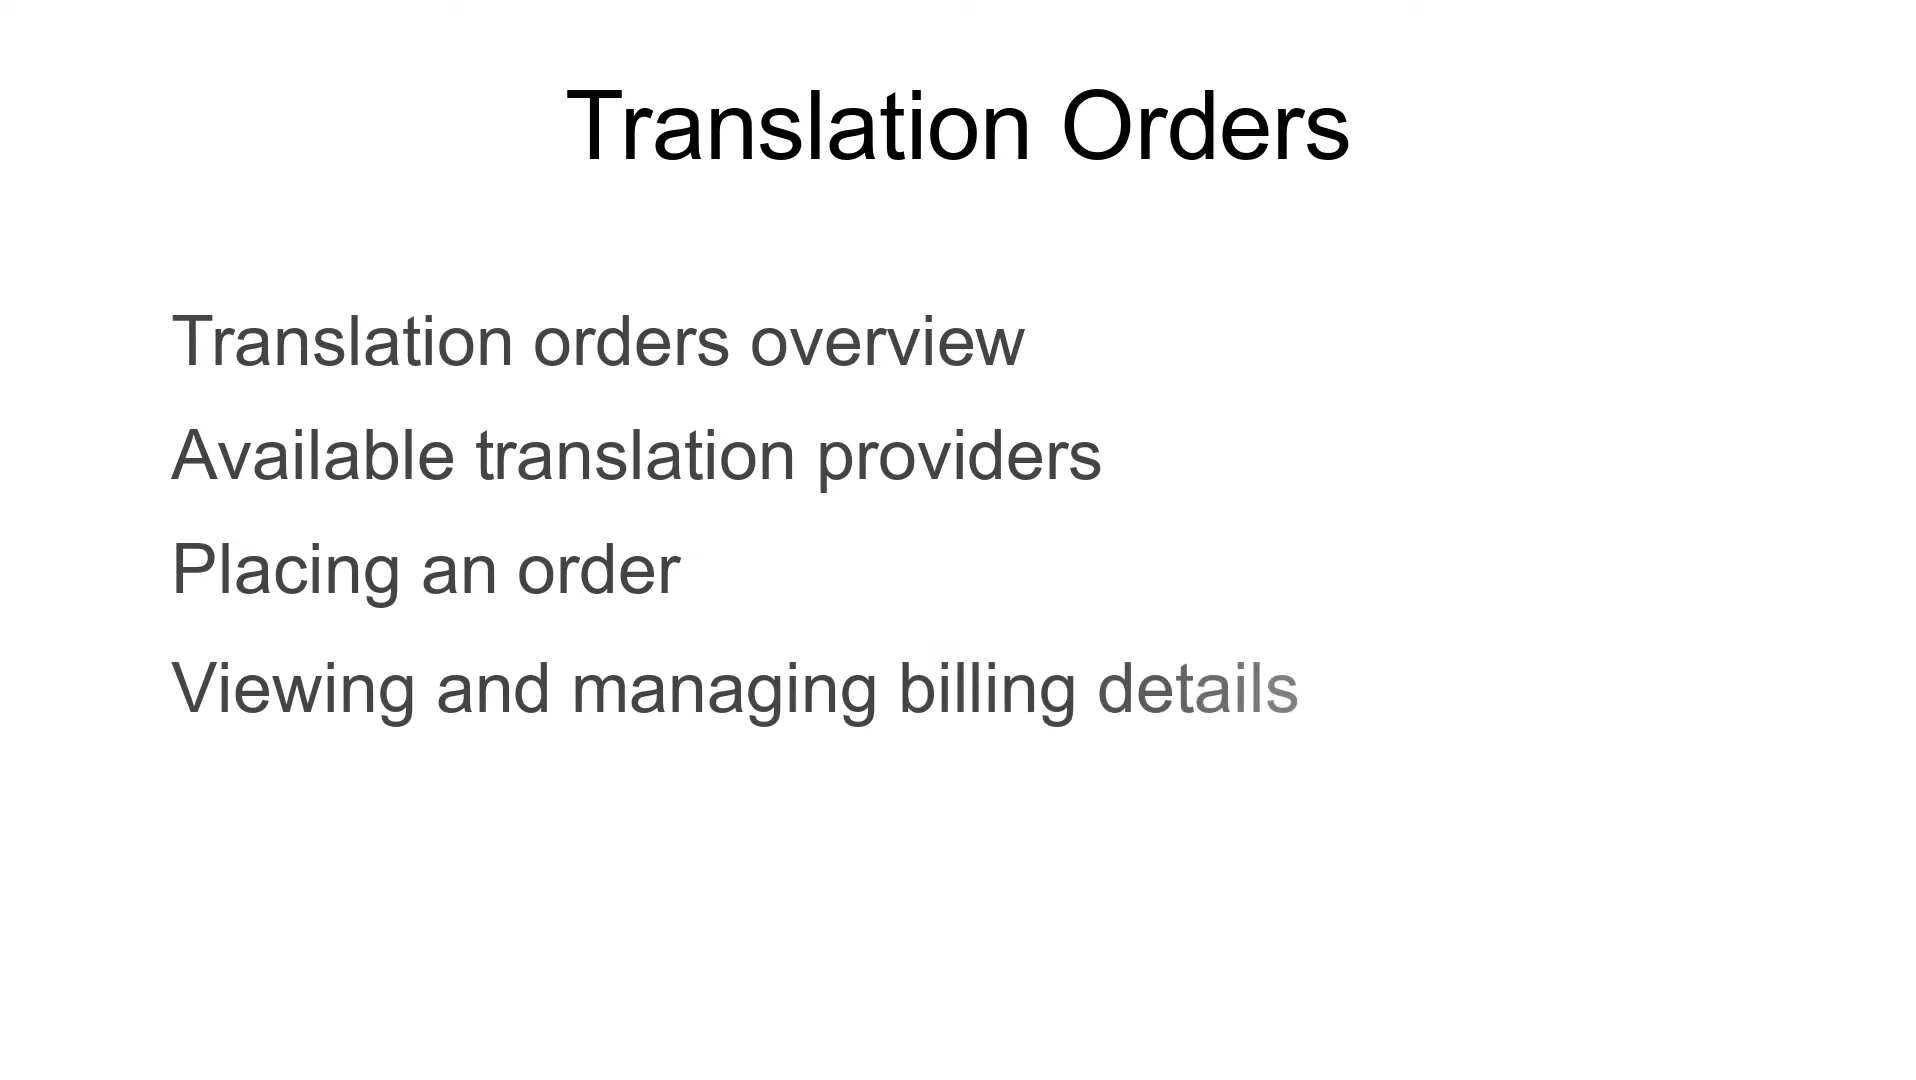 Translation Orders
Translation orders overview
Available translation providers
Placing an order
Viewing and managing billing details